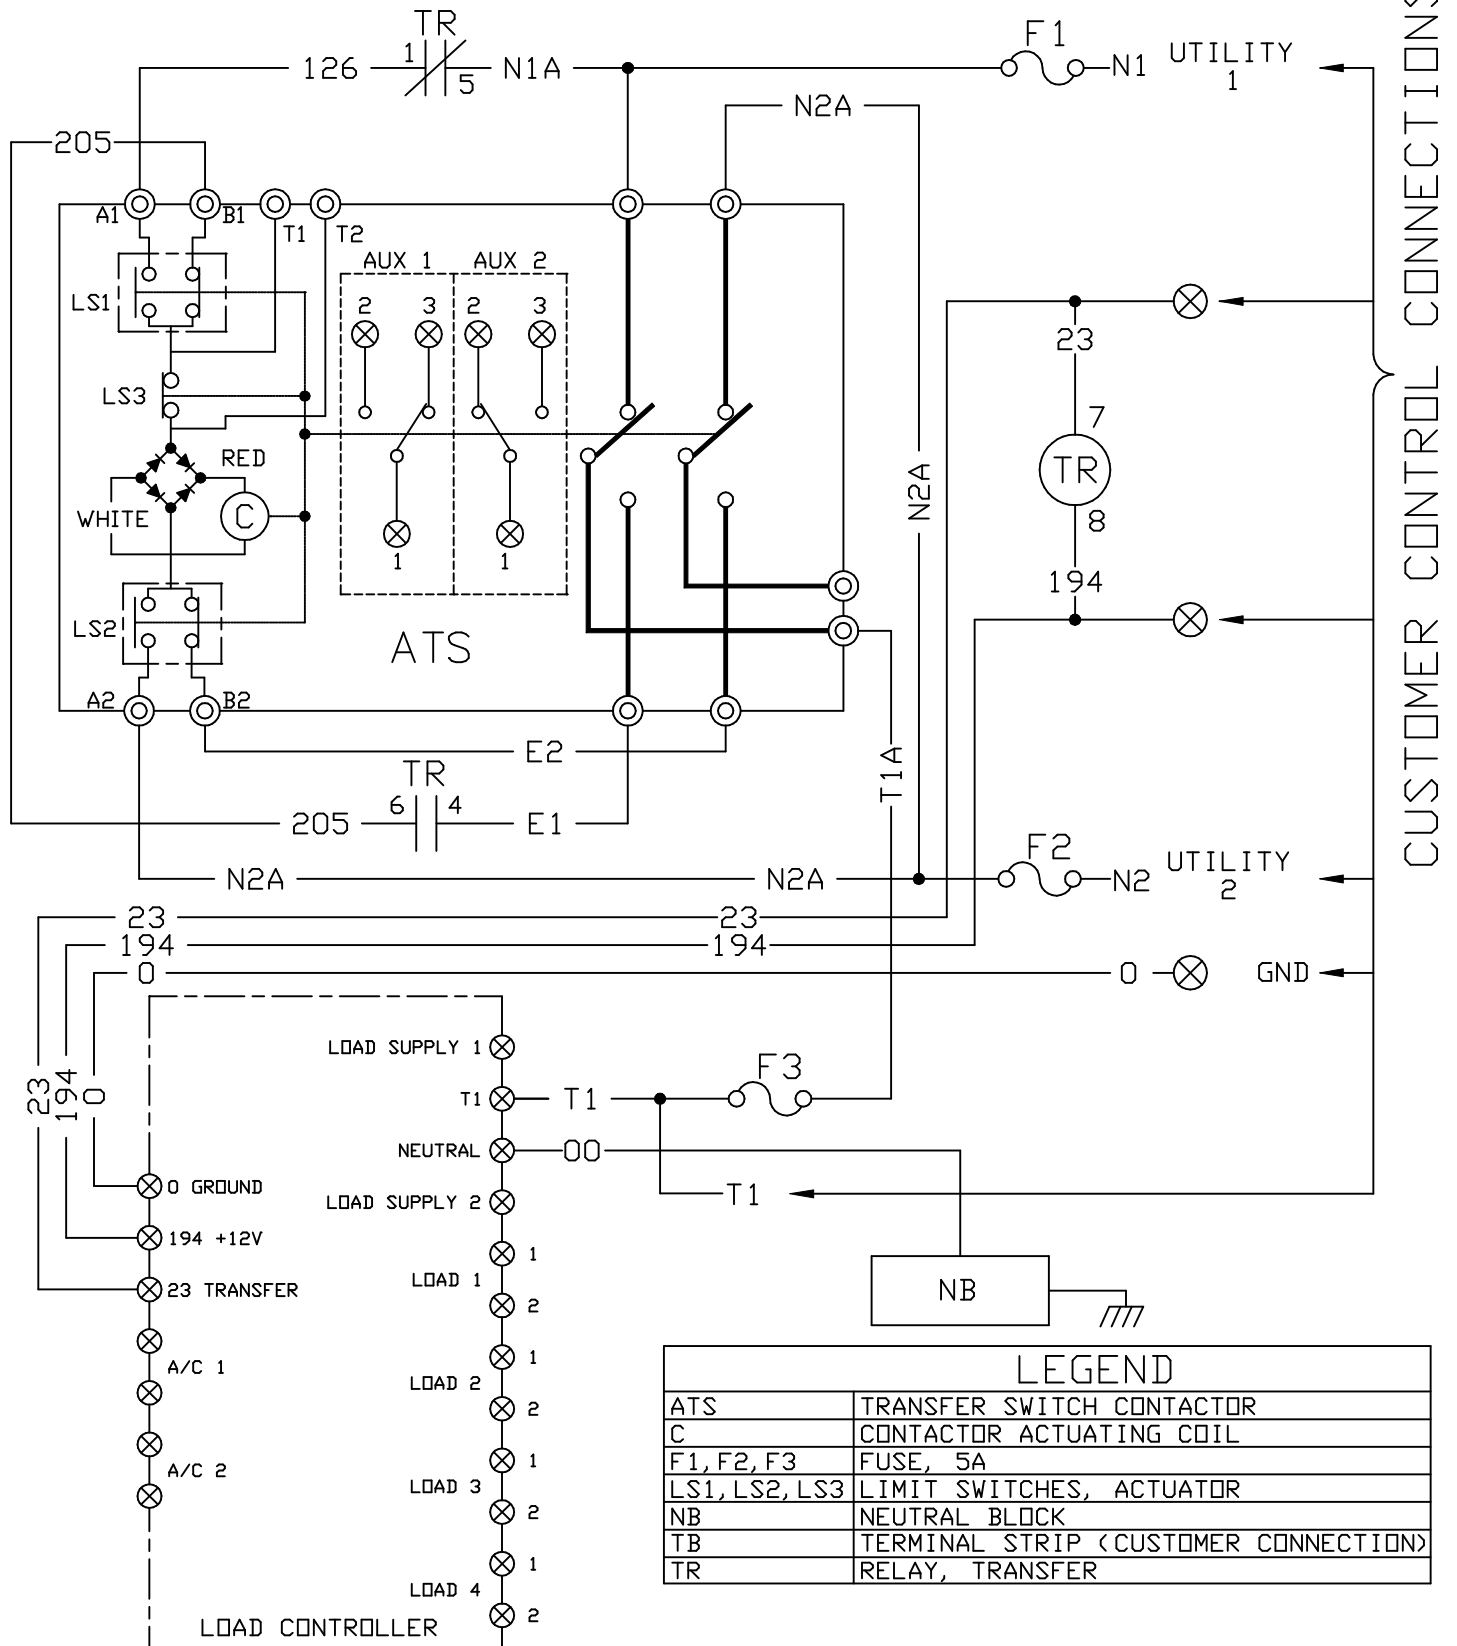 TR
1
5
126
N1A
F1
N1
UTILITY
1
N2A
205
A1
B1
T1
T2
AUX 1
AUX 2
2
3
2
3
LS1
LS3
RED
WHITE
C
1
1
LS2
ATS
A2
B2
N2A
23
7
TR
8
194
E2
TR
6
4
205
E1
T1A
N2A
N2A
F2
N2
UTILITY
2
23
23
194
194
0
0
GND
CUSTOMER CONTROL CONNECTIONS
23
194
0
LOAD SUPPLY 1
T1
T1
F3
NEUTRAL
00
LOAD SUPPLY 2
T1
0 GROUND
194 +12V
23 TRANSFER
A/C 1
A/C 2
1
LOAD 1
2
1
LOAD 2
2
1
LOAD 3
2
1
LOAD 4
2
LOAD CONTROLLER
NB
LEGEND
ATS TRANSFER SWITCH CONTACTOR
C CONTACTOR ACTUATING COIL
F1, F2, F3 FUSE, 5A
LS1, LS2, LS3 LIMIT SWITCHES, ACTUATOR
NB NEUTRAL BLOCK
TB TERMINAL STRIP (CUSTOMER CONNECTION)
TR RELAY, TRANSFER